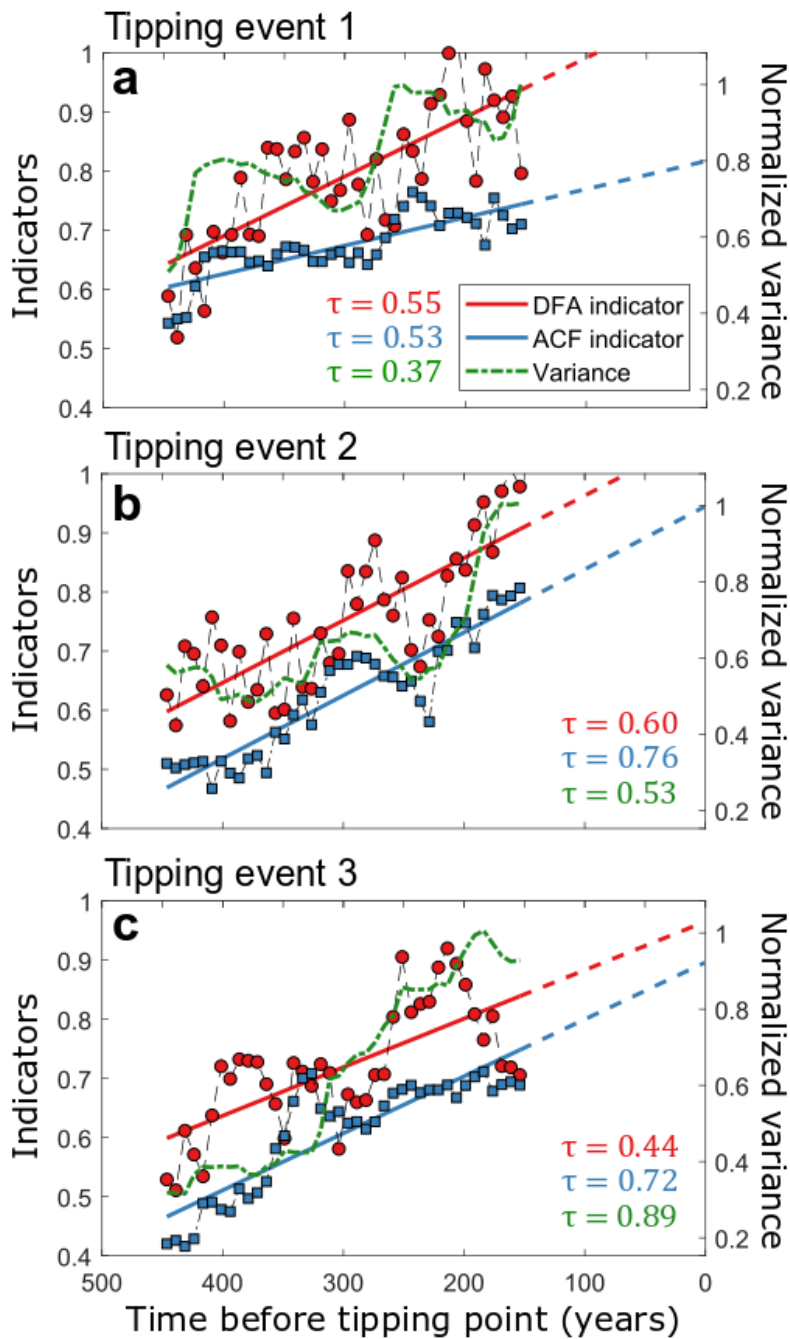 Tipping event 1
a
1
0.9
0.8
0.7
0.6
0.5
0.4
Indicators
1
0.8
0.6
0.4
0.2
Normalized variance
τ = 0.55
τ = 0.53
τ = 0.37
DFA indicator
ACF indicator
Variance
Tipping event 2
b
1
0.9
0.8
0.7
0.6
0.5
0.4
Indicators
1
0.8
0.6
0.4
0.2
Normalized variance
τ = 0.60
τ = 0.76
τ = 0.53
Tipping event 3
c
1
0.9
0.8
0.7
0.6
0.5
0.4
Indicators
1
0.8
0.6
0.4
0.2
Normalized variance
τ = 0.44
τ = 0.72
τ = 0.89
500 400 300 200 100 0
Time before tipping point (years)